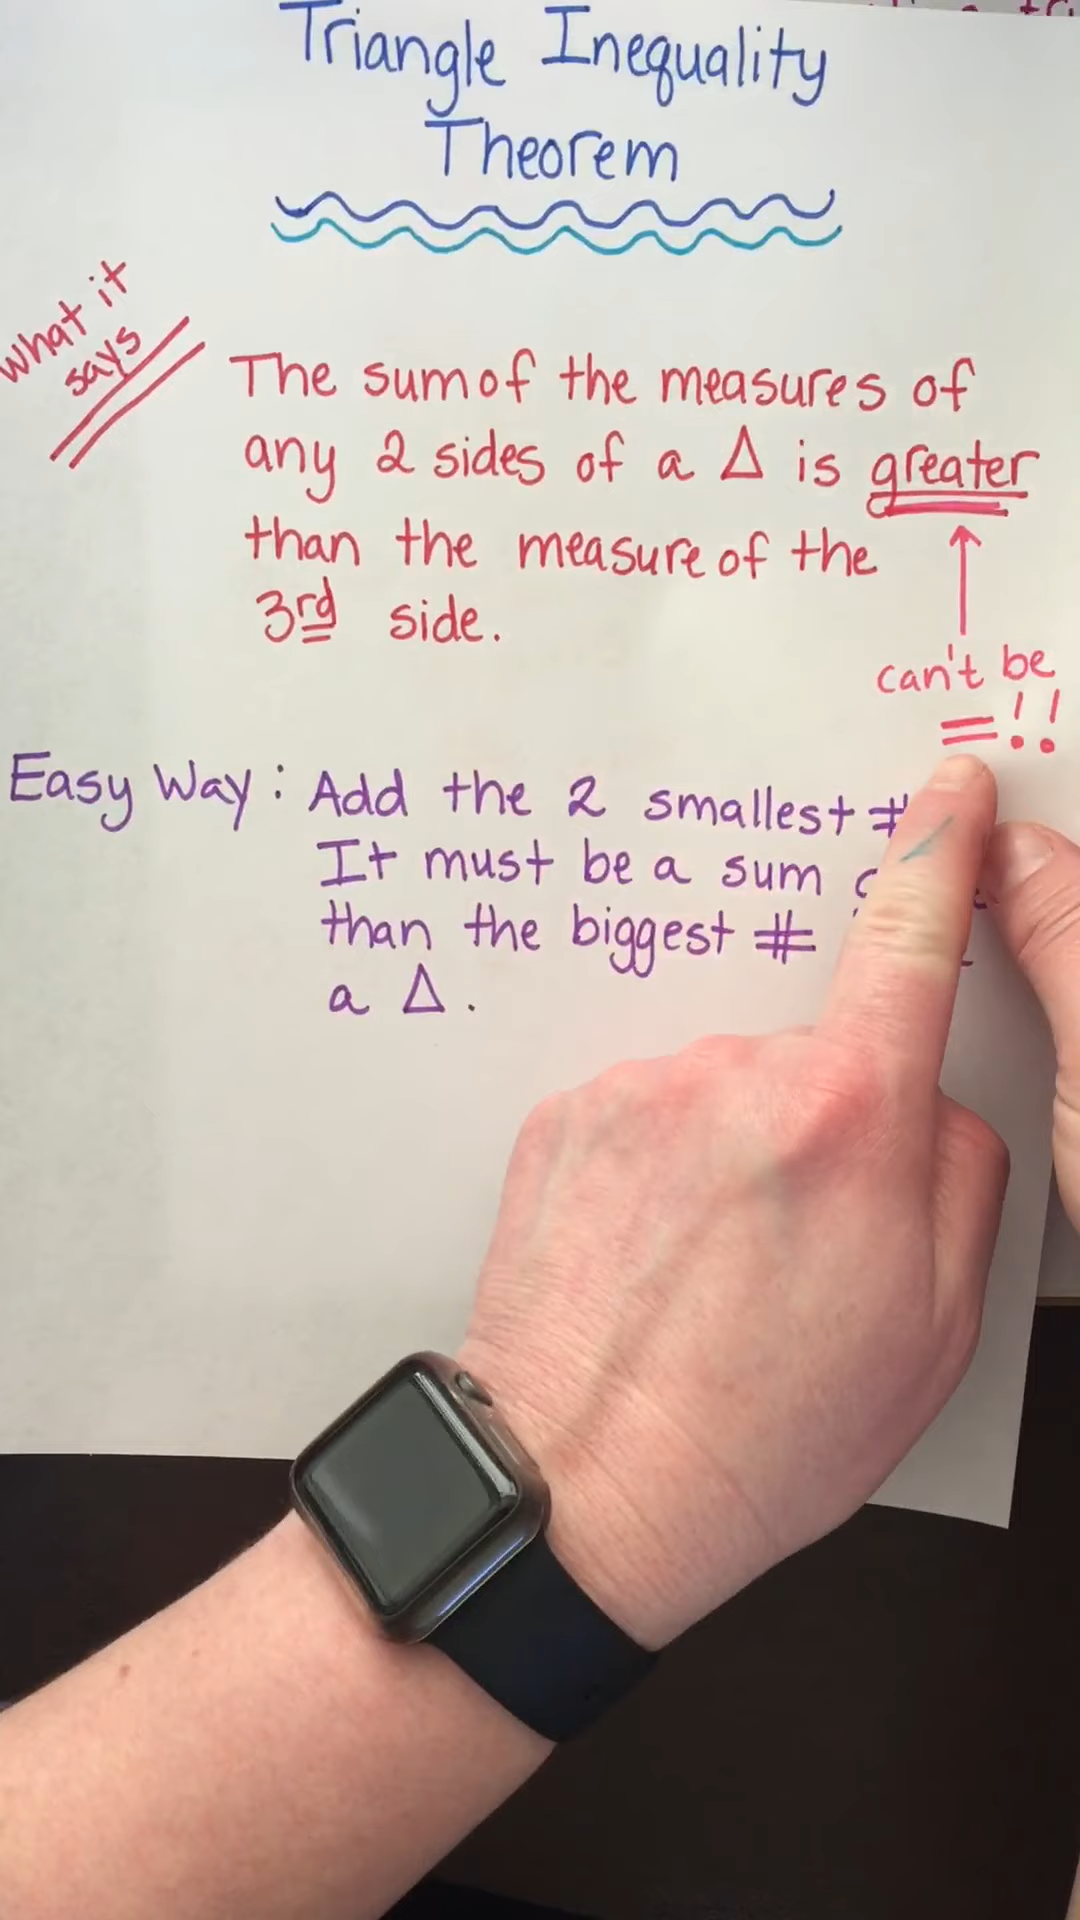 Triangle Inequality
Theorem
What it
says
The sum of the measures of
any 2 sides of a Δ is greater
than the measure of the
3rd side.
can't be
=!!
Easy Way: Add the 2 smallest #
It must be a sum
than the biggest #
a Δ.